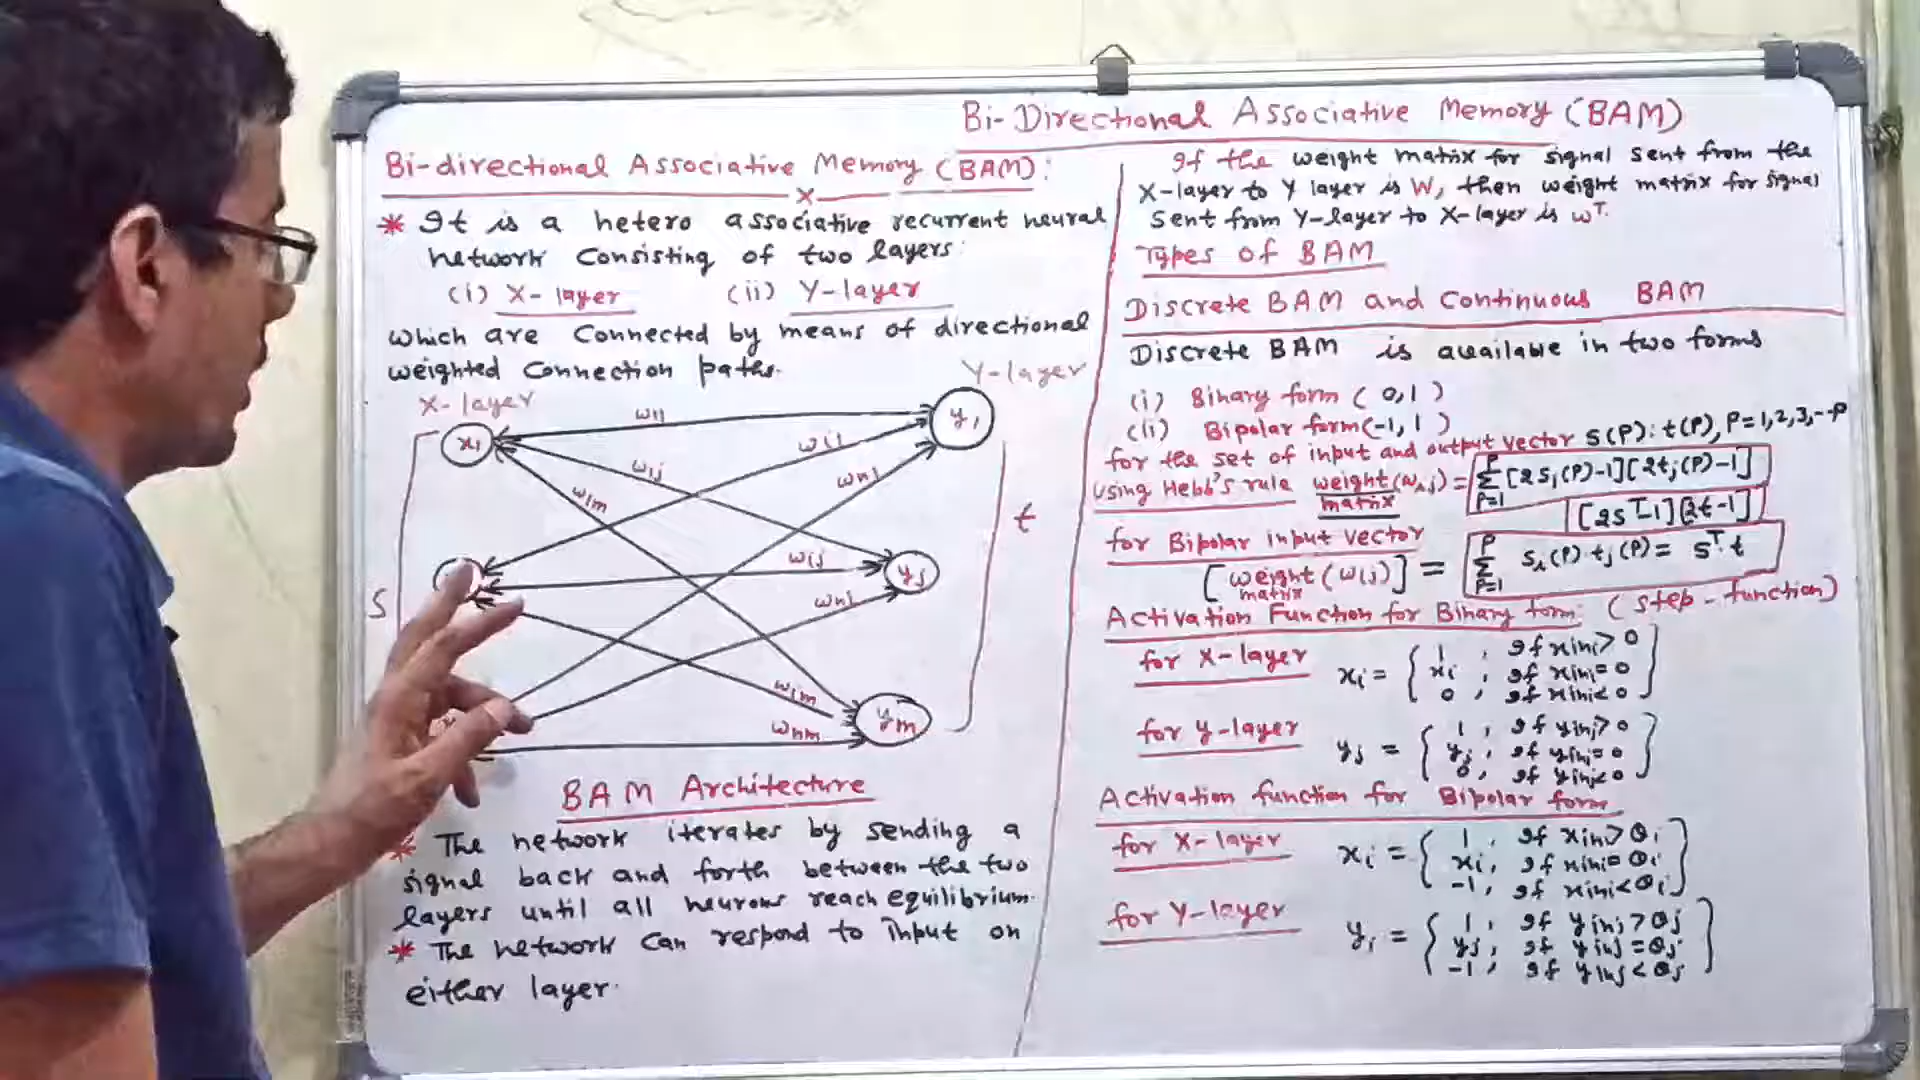 Bi-Directional Associative Memory (BAM)
Bi-directional Associative Memory (BAM):
X
* It is a hetero associative recurrent neural
network consisting of two layers:
(i) X-layer (ii) Y-layer
which are connected by means of directional
weighted connection paths.
X-layer
Y-layer
x1
y1
w11
wi1
wn1
w1j
w1m
t
wij
yj
wnj
S
wim
ym
wnm
BAM Architecture
* The network iterates by sending a
signal back and forth between the two
layers until all neurons reach equilibrium.
* The network can respond to input on
either layer.
If the weight matrix for signal sent from the
X-layer to Y layer is W, then weight matrix for signal
sent from Y-layer to X-layer is wᵀ.
Types of BAM
Discrete BAM and Continuous BAM
Discrete BAM is available in two forms
(i) Binary form (0,1)
(ii) Bipolar form (-1, 1)
for the set of input and output vector S(P): t(P), P=1,2,3,--P
using Hebb's rule weight (wij) = Σ [2si(P)-1][2tj(P)-1]
matrix P P=1
[2sᵀ-1][2t-1]
for Bipolar input vector
[weight (wij)] = Σ si(P)·tj(P) = sᵀ·t
matrix P P=1
Activation Function for Binary form: (step-function)
for X-layer xi = { 1, If xini > 0
xi, If xini = 0
0, If xini < 0 }
for y-layer yj = { 1, If yinj > 0
yj, If yinj = 0
0, If yinj < 0 }
Activation function for Bipolar form
for X-layer xi = { 1, If xin > θi
xi, If xini = θi
-1, If xini < θi }
for Y-layer yj = { 1, If yinj > θj
yj, If yinj = θj
-1, If yinj < θj }